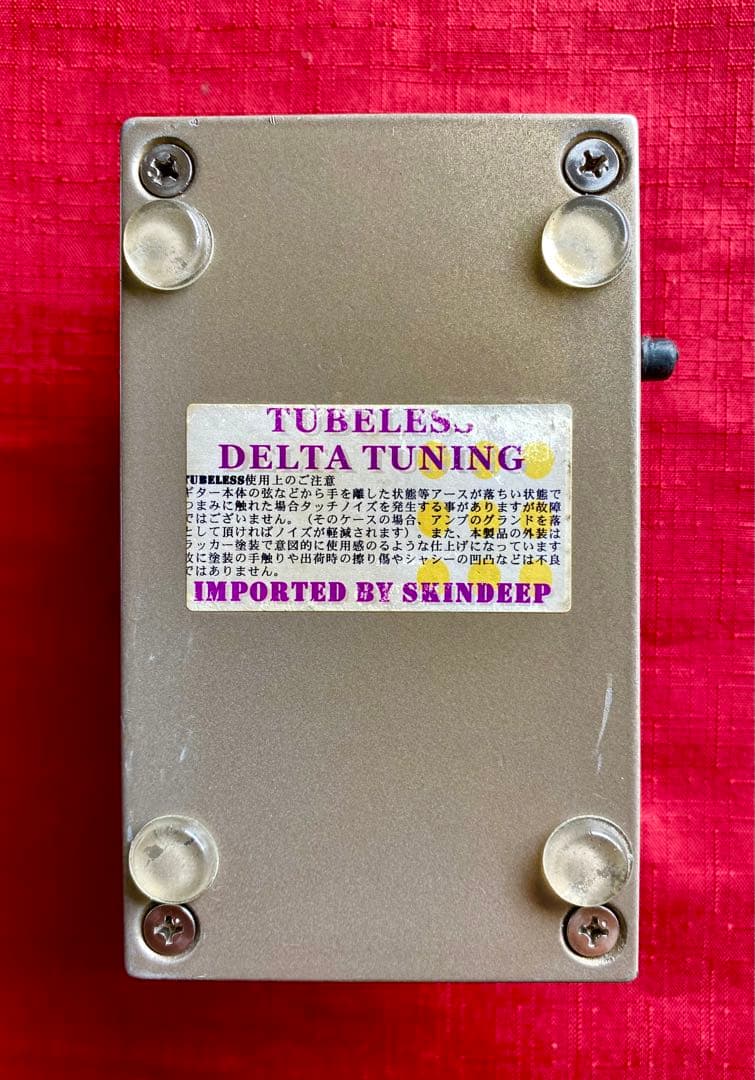 TUBELESS
DELTA TUNING
TUBELESS使用上のご注意
ギター本体の弦などから手を離した状態等アースが落ちい状態で
つまみに触れた場合タッチノイズを発生する事がありますが故障
ではございません。（そのケースの場合、アンプのグランドを落
として頂ければノイズが軽減されます）。また、本製品の外装は
ラッカー塗装で意図的に使用感のるような仕上げになっています
故に塗装の手触りや出荷時の擦り傷やシャシーの凹凸などは不良
ではありません。
IMPORTED BY SKINDEEP